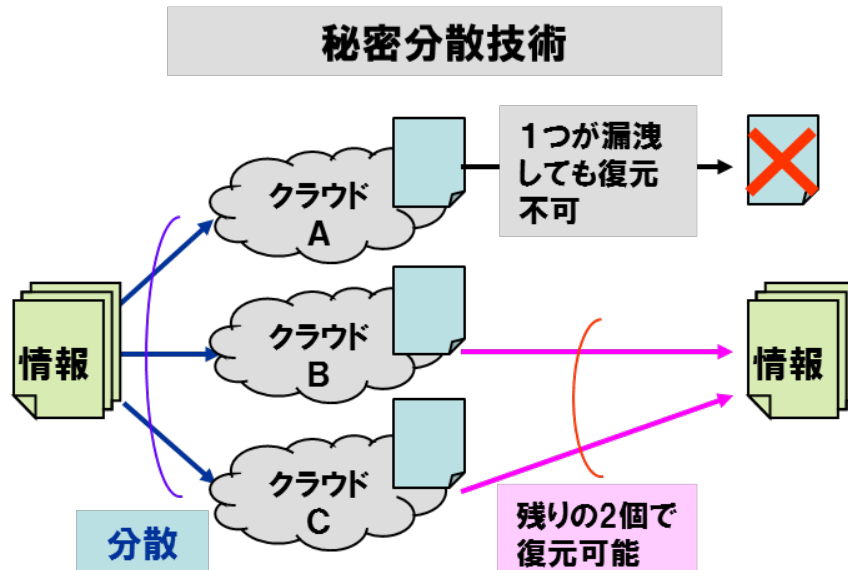 秘密分散技術
クラウド
A
1つが漏洩
しても復元
不可
情報
クラウド
B
情報
クラウド
C
分散
残りの2個で
復元可能